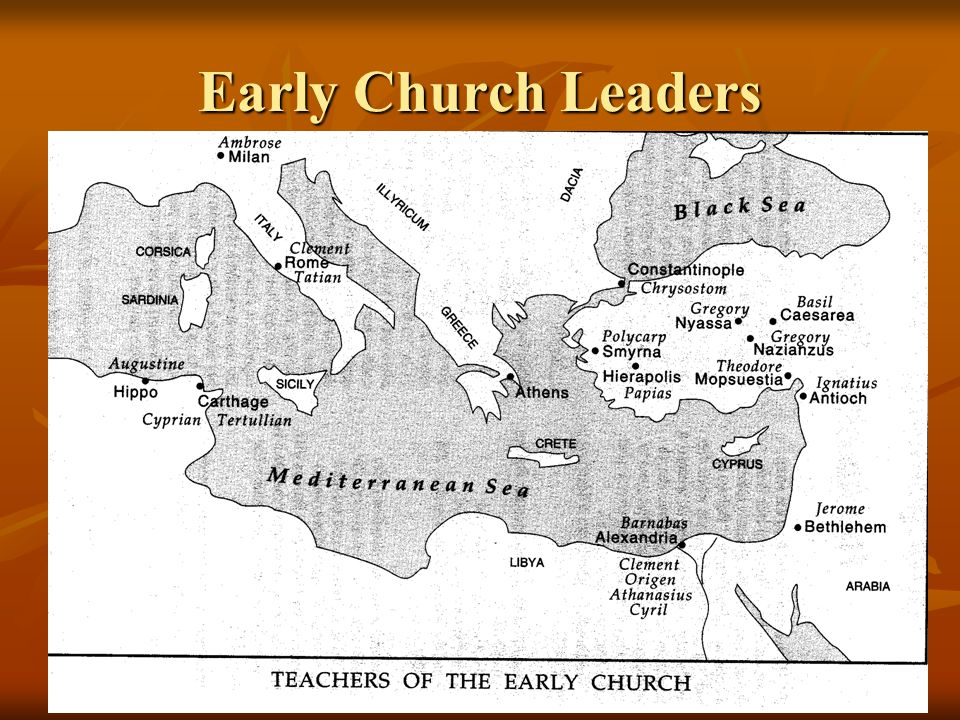 Early Church Leaders
Ambrose
Milan
ILLYRICUM
DACIA
Black Sea
ITALY
CORSICA
Clement
Rome
Tatian
SARDINIA
Constantinople
Chrysostom
GREECE
Gregory
Nyassa
Basil
Caesarea
Polycarp
Smyrna
Gregory
Nazianzus
Hierapolis
Papias
Theodore
Mopsuestia
Ignatius
Antioch
Augustine
Hippo
Carthage
Cyprian
Tertullian
SICILY
Athens
CRETE
CYPRUS
Mediterranean Sea
Jerome
Bethlehem
Barnabas
Alexandria
Clement
Origen
Athanasius
Cyril
LIBYA
ARABIA
TEACHERS OF THE EARLY CHURCH